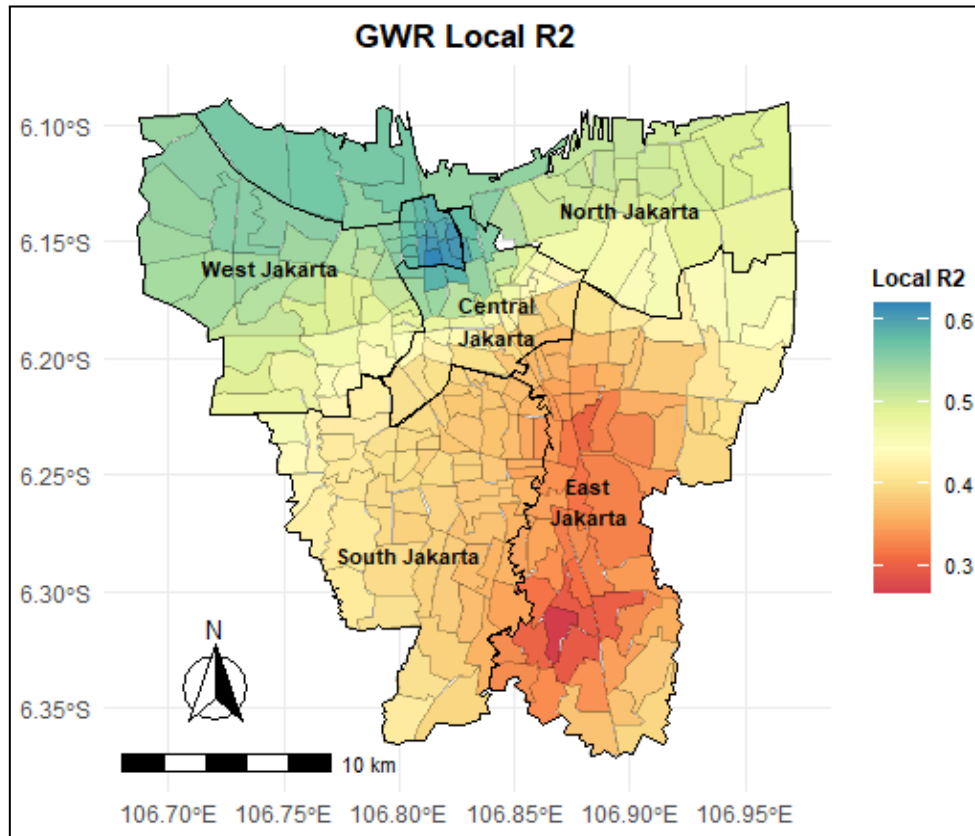 GWR Local R2
6.10°S
6.15°S
6.20°S
6.25°S
6.30°S
6.35°S
North Jakarta
West Jakarta
Central
Jakarta
East
Jakarta
South Jakarta
Local R2
0.6
0.5
0.4
0.3
N
10 km
106.70°E 106.75°E 106.80°E 106.85°E 106.90°E 106.95°E